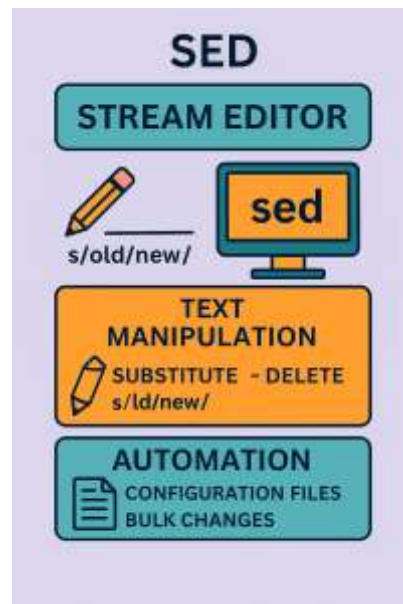 SED
STREAM EDITOR
s/old/new/
sed
TEXT
MANIPULATION
SUBSTITUTE - DELETE
s/ld/new/
AUTOMATION
CONFIGURATION FILES
BULK CHANGES